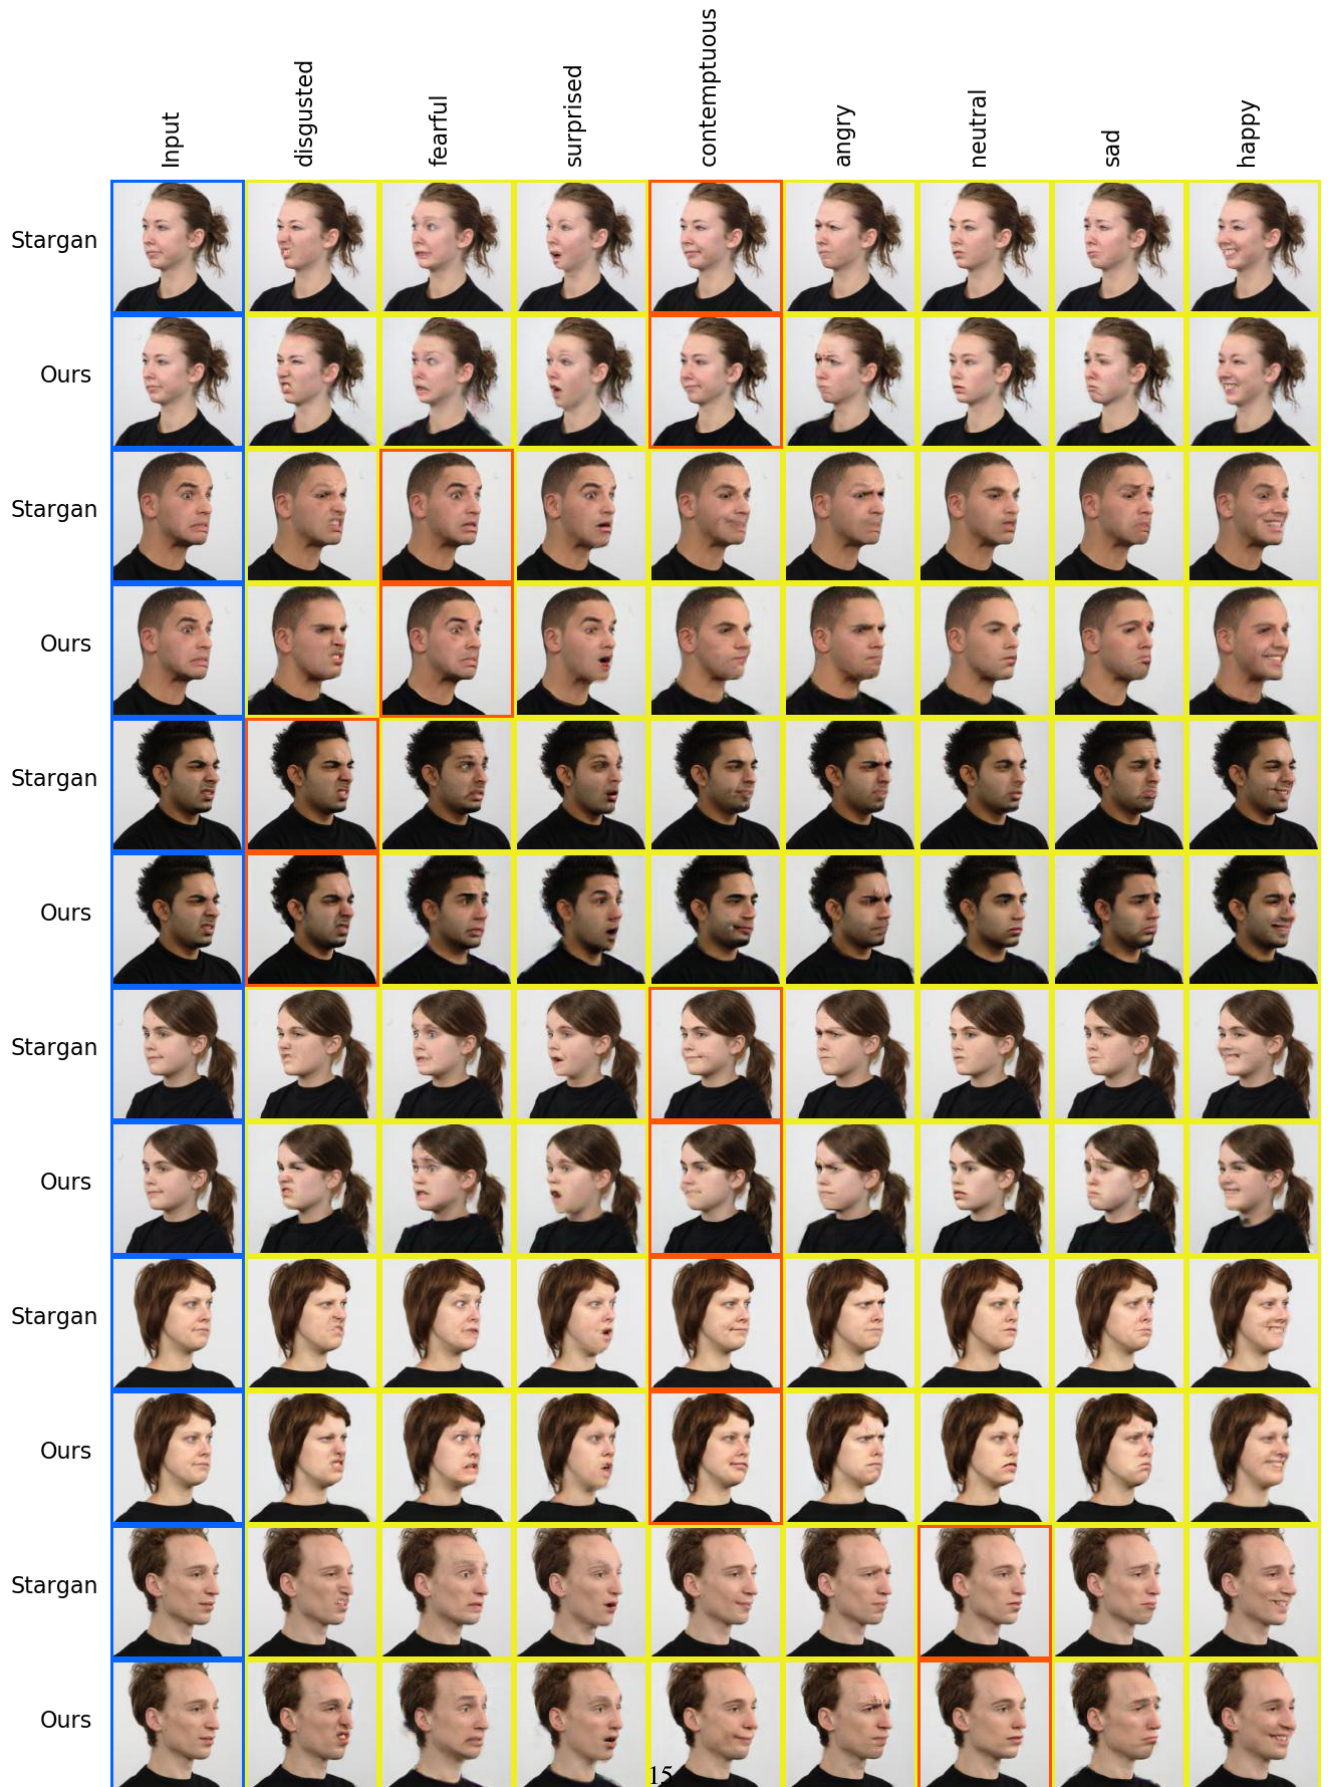 Input
disgusted
fearful
surprised
contemptuous
angry
neutral
sad
happy
Stargan
Ours
Stargan
Ours
Stargan
Ours
Stargan
Ours
Stargan
Ours
Stargan
Ours
15